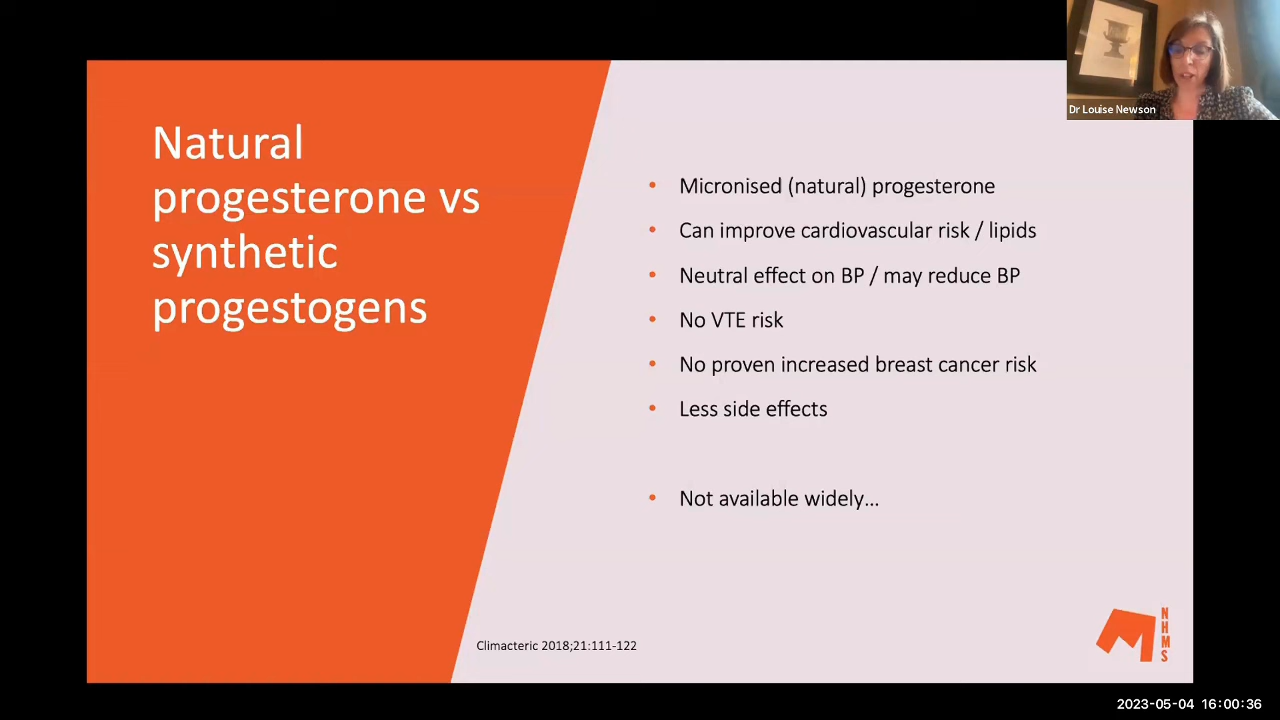 Dr Louise Newson
Natural
progesterone vs
synthetic
progestogens
• Micronised (natural) progesterone
• Can improve cardiovascular risk / lipids
• Neutral effect on BP / may reduce BP
• No VTE risk
• No proven increased breast cancer risk
• Less side effects
• Not available widely...
Climacteric 2018;21:111-122
NHMS
2023-05-04 16:00:36